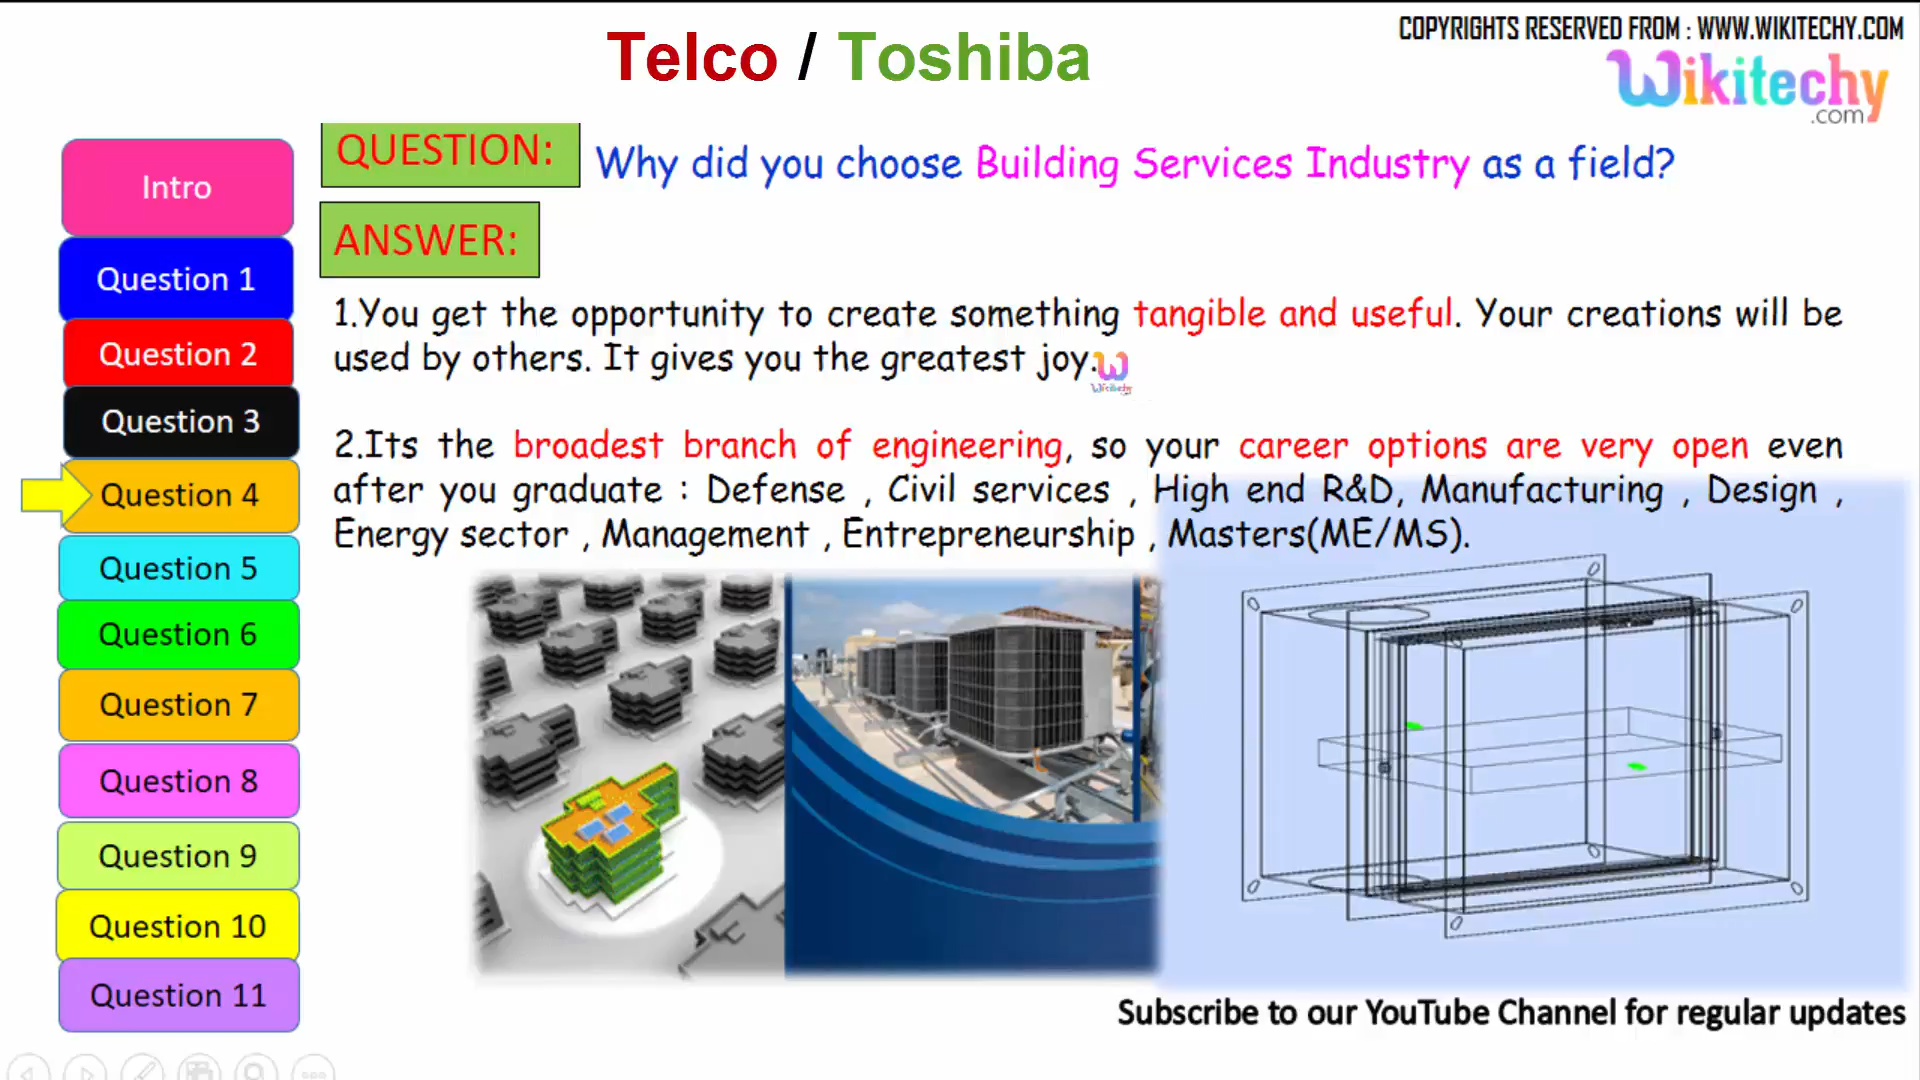 COPYRIGHTS RESERVED FROM : WWW.WIKITECHY.COM
Telco / Toshiba
Wikitechy
.com
QUESTION: Why did you choose Building Services Industry as a field?
ANSWER:
1.You get the opportunity to create something tangible and useful. Your creations will be
used by others. It gives you the greatest joy.
Wikitechy
2.Its the broadest branch of engineering, so your career options are very open even
after you graduate : Defense , Civil services , High end R&D, Manufacturing , Design ,
Energy sector , Management , Entrepreneurship , Masters(ME/MS).
Intro
Question 1
Question 2
Question 3
Question 4
Question 5
Question 6
Question 7
Question 8
Question 9
Question 10
Question 11
Subscribe to our YouTube Channel for regular updates